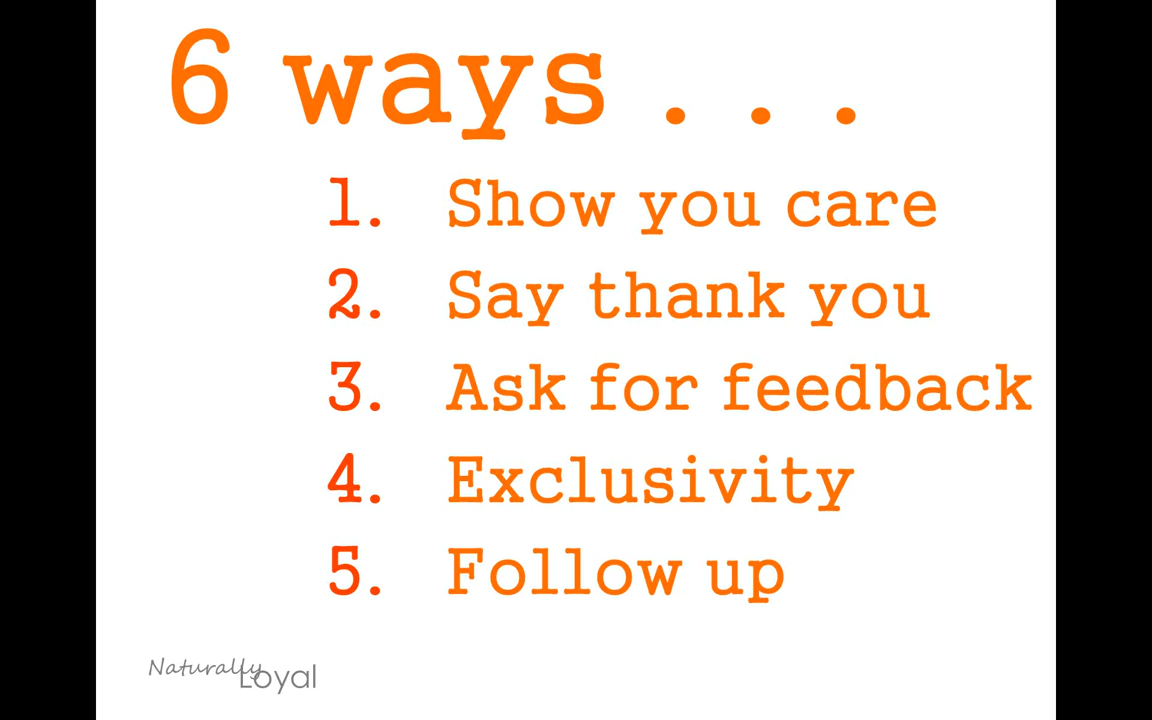 6 ways . . .
1. Show you care
2. Say thank you
3. Ask for feedback
4. Exclusivity
5. Follow up
Naturally
Loyal